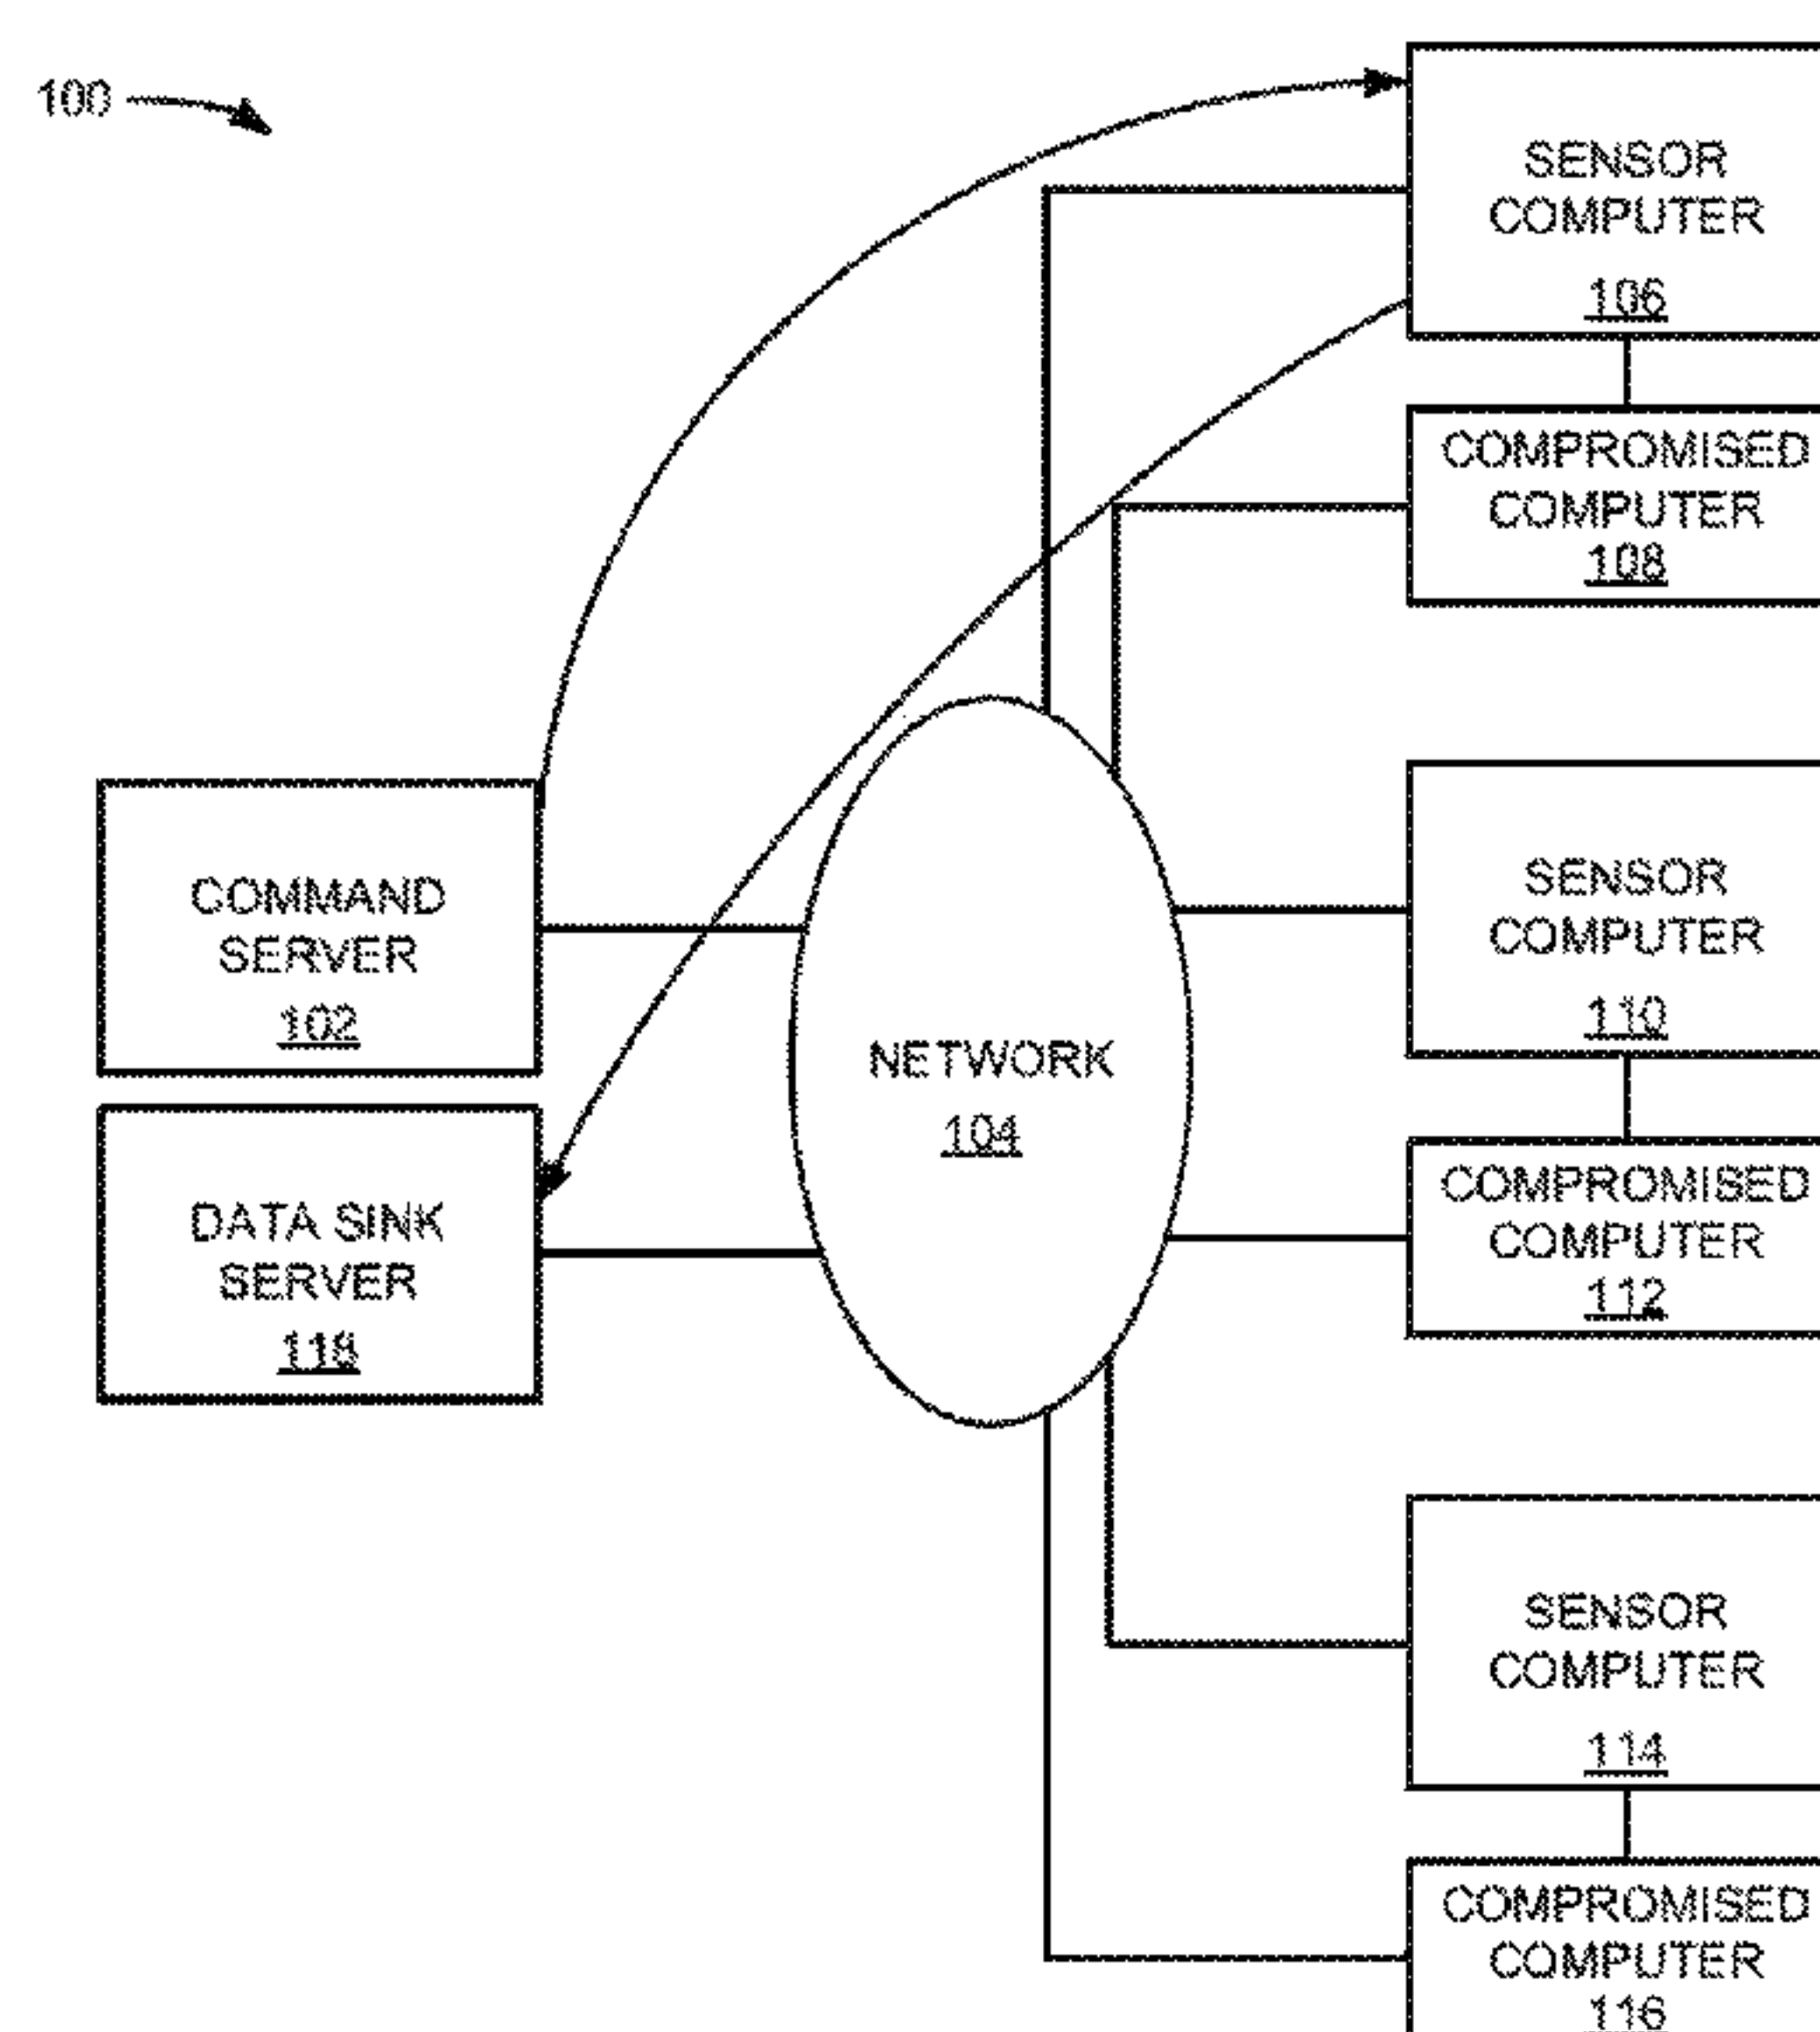 100
SENSOR
COMPUTER
106
COMPROMISED
COMPUTER
108
COMMAND
SERVER
102
DATA SINK
SERVER
118
NETWORK
104
SENSOR
COMPUTER
110
COMPROMISED
COMPUTER
112
SENSOR
COMPUTER
114
COMPROMISED
COMPUTER
116